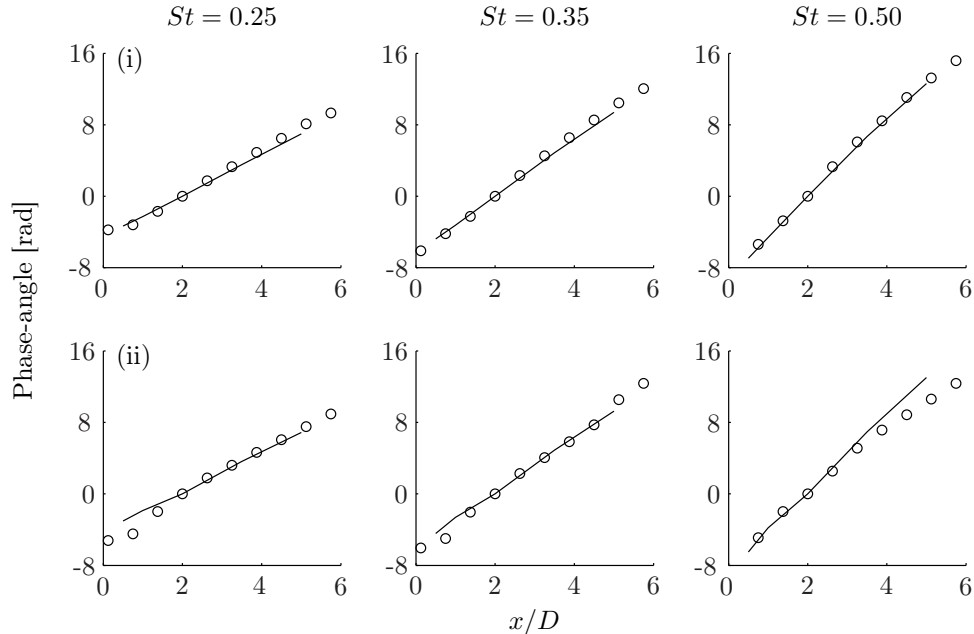 St = 0.25 St = 0.35 St = 0.50
Phase-angle [rad]
(i)
16 16 16
8 8 8
0 0 0
-8 -8 -8
0 2 4 6 0 2 4 6 0 2 4 6
(ii)
16 16 16
8 8 8
0 0 0
-8 -8 -8
0 2 4 6 0 2 4 6 0 2 4 6
x/D